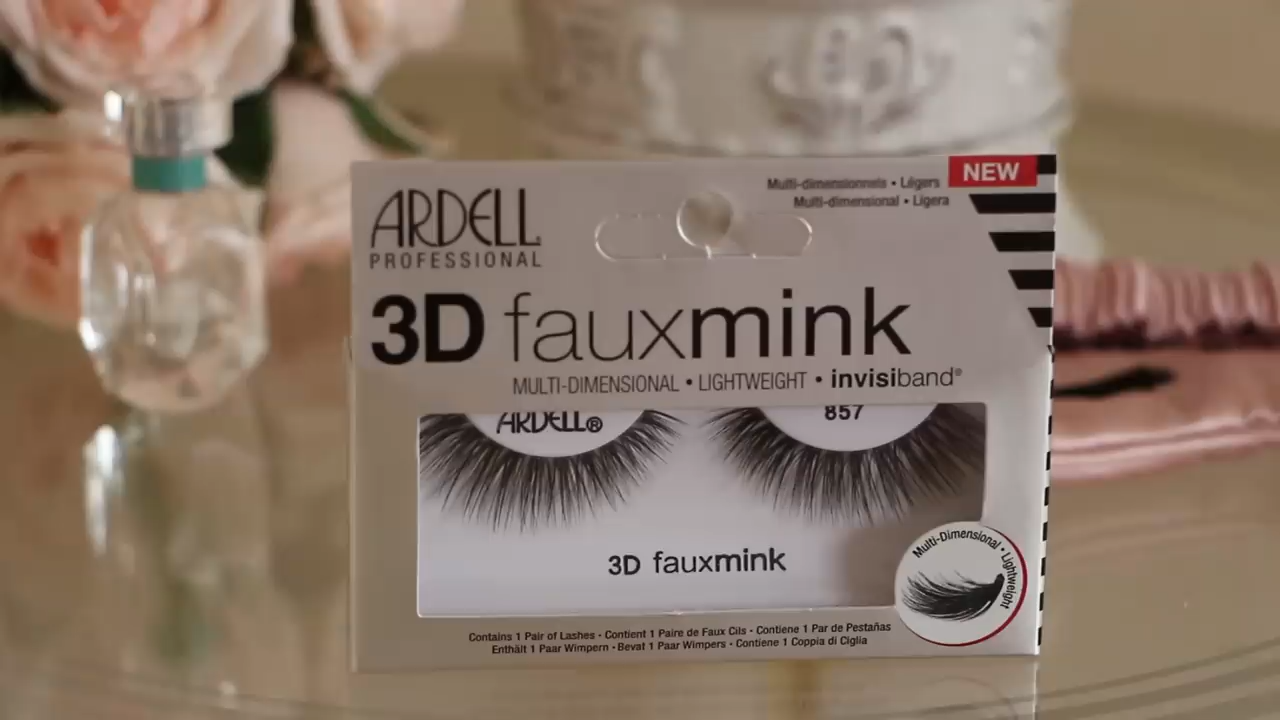 NEW
Multi-dimensionnels • Légers
Multi-dimensional • Ligera
ARDELL
PROFESSIONAL
3D fauxmink
MULTI-DIMENSIONAL • LIGHTWEIGHT • invisiband®
ARDELL®
857
3D fauxmink
Multi-Dimensional • Lightweight
Contains 1 Pair of Lashes • Contient 1 Paire de Faux Cils • Contiene 1 Par de Pestañas
Enthält 1 Paar Wimpern • Bevat 1 Paar Wimpers • Contiene 1 Coppia di Ciglia